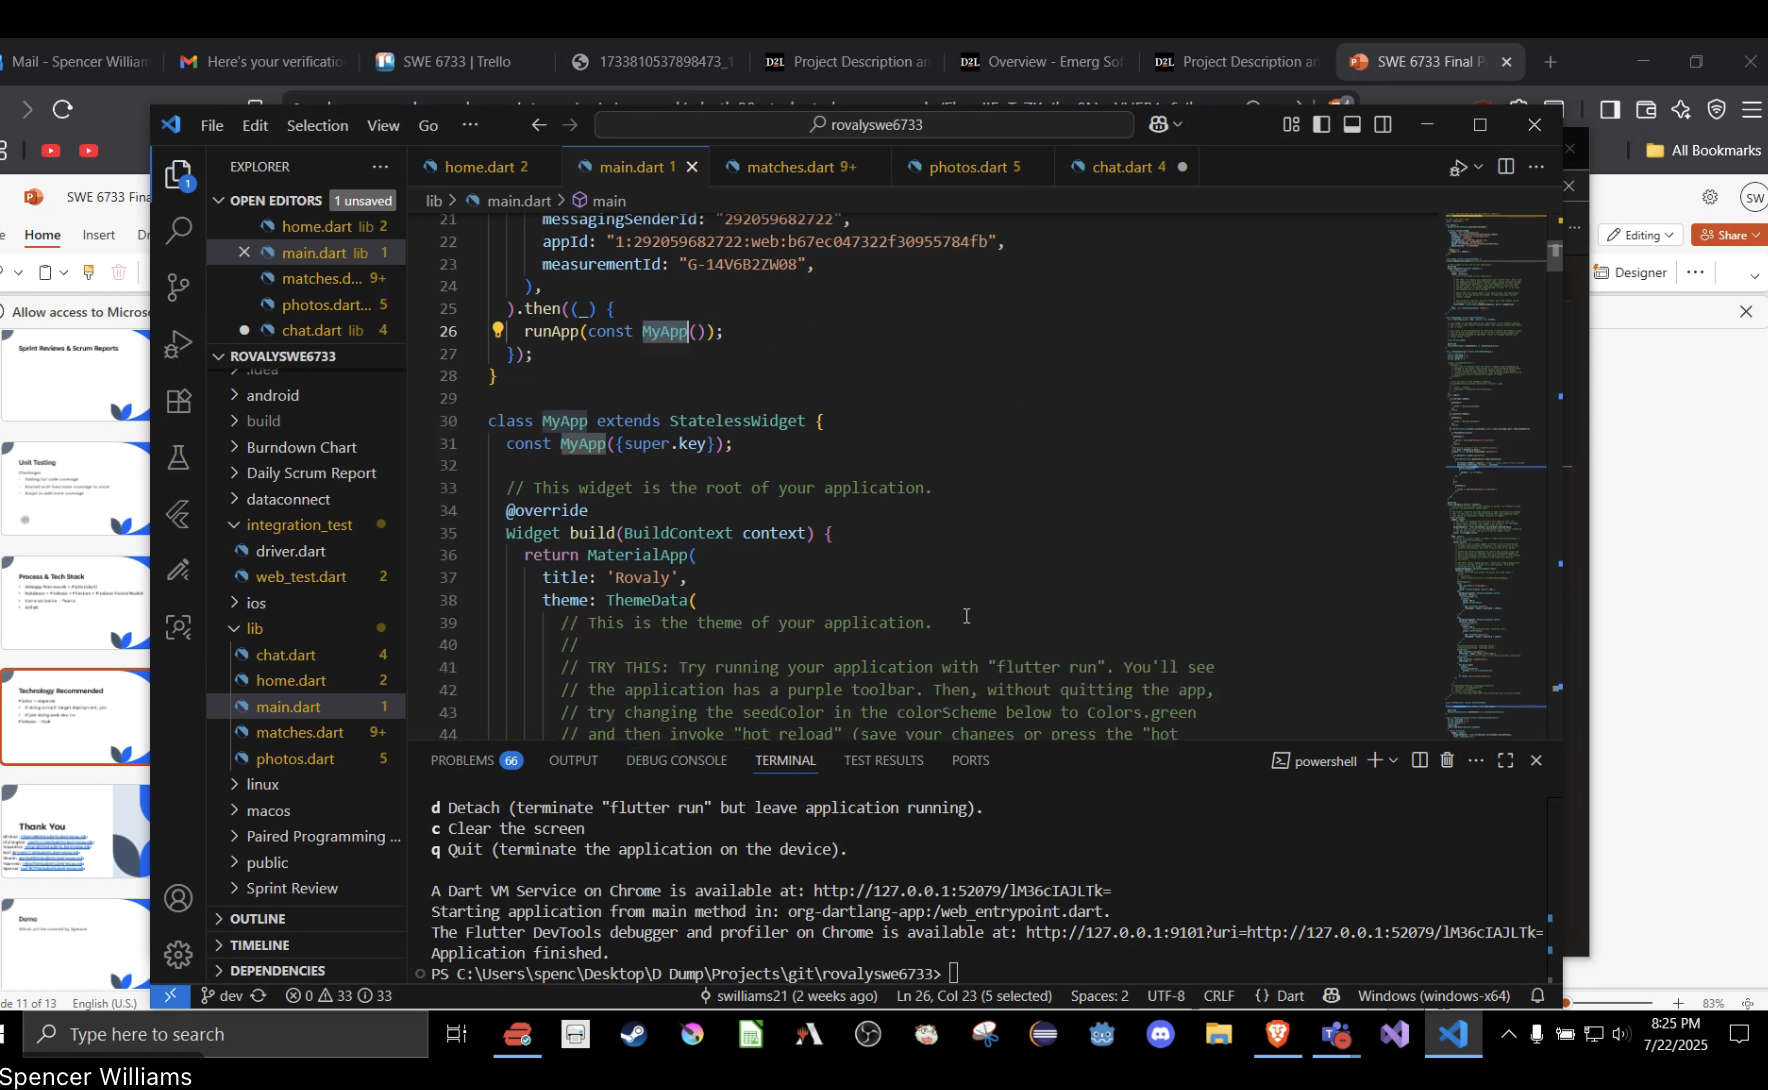 Mail - Spencer William
Here's your verificatio
SWE 6733 | Trello
1733810537898473_1
D2L Project Description an
D2L Overview - Emerg Sof
D2L Project Description an
SWE 6733 Final P
All Bookmarks
File Edit Selection View Go
rovalyswe6733
EXPLORER
home.dart 2
main.dart 1
matches.dart 9+
photos.dart 5
chat.dart 4
OPEN EDITORS 1 unsaved
lib > main.dart > main
home.dart lib 2
main.dart lib 1
matches.d... 9+
photos.dart... 5
chat.dart lib 4
ROVALYSWE6733
.idea
android
build
Burndown Chart
Daily Scrum Report
dataconnect
integration_test
driver.dart
web_test.dart 2
ios
lib
chat.dart 4
home.dart 2
main.dart 1
matches.dart 9+
photos.dart 5
linux
macos
Paired Programming ...
public
Sprint Review
OUTLINE
TIMELINE
DEPENDENCIES
21 messagingSenderId: "292059682722",
22 appId: "1:292059682722:web:b67ec047322f30955784fb",
23 measurementId: "G-14V6B2ZW08",
24 ),
25 ).then((_) {
26 runApp(const MyApp());
27 });
28 }
29
30 class MyApp extends StatelessWidget {
31 const MyApp({super.key});
32
33 // This widget is the root of your application.
34 @override
35 Widget build(BuildContext context) {
36 return MaterialApp(
37 title: 'Rovaly',
38 theme: ThemeData(
39 // This is the theme of your application.
40 //
41 // TRY THIS: Try running your application with "flutter run". You'll see
42 // the application has a purple toolbar. Then, without quitting the app,
43 // try changing the seedColor in the colorScheme below to Colors.green
44 // and then invoke "hot reload" (save your changes or press the "hot
PROBLEMS 66 OUTPUT DEBUG CONSOLE TERMINAL TEST RESULTS PORTS
powershell
d Detach (terminate "flutter run" but leave application running).
c Clear the screen
q Quit (terminate the application on the device).
A Dart VM Service on Chrome is available at: http://127.0.0.1:52079/lM36cIAJLTk=
Starting application from main method in: org-dartlang-app:/web_entrypoint.dart.
The Flutter DevTools debugger and profiler on Chrome is available at: http://127.0.0.1:9101?uri=http://127.0.0.1:52079/lM36cIAJLTk=
Application finished.
PS C:\Users\spenc\Desktop\D Dump\Projects\git\rovalyswe6733>
dev 0 33 33
swilliams21 (2 weeks ago) Ln 26, Col 23 (5 selected) Spaces: 2 UTF-8 CRLF {} Dart Windows (windows-x64)
SWE 6733 Fina
SW
Home Insert
Editing Share
Designer
Allow access to Micros
Sprint Reviews & Scrum Reports
Unit Testing
Process & Tech Stack
Technology Recommended
Thank You
Demo
de 11 of 13 English (U.S.)
83%
Type here to search
8:25 PM
7/22/2025
Spencer Williams